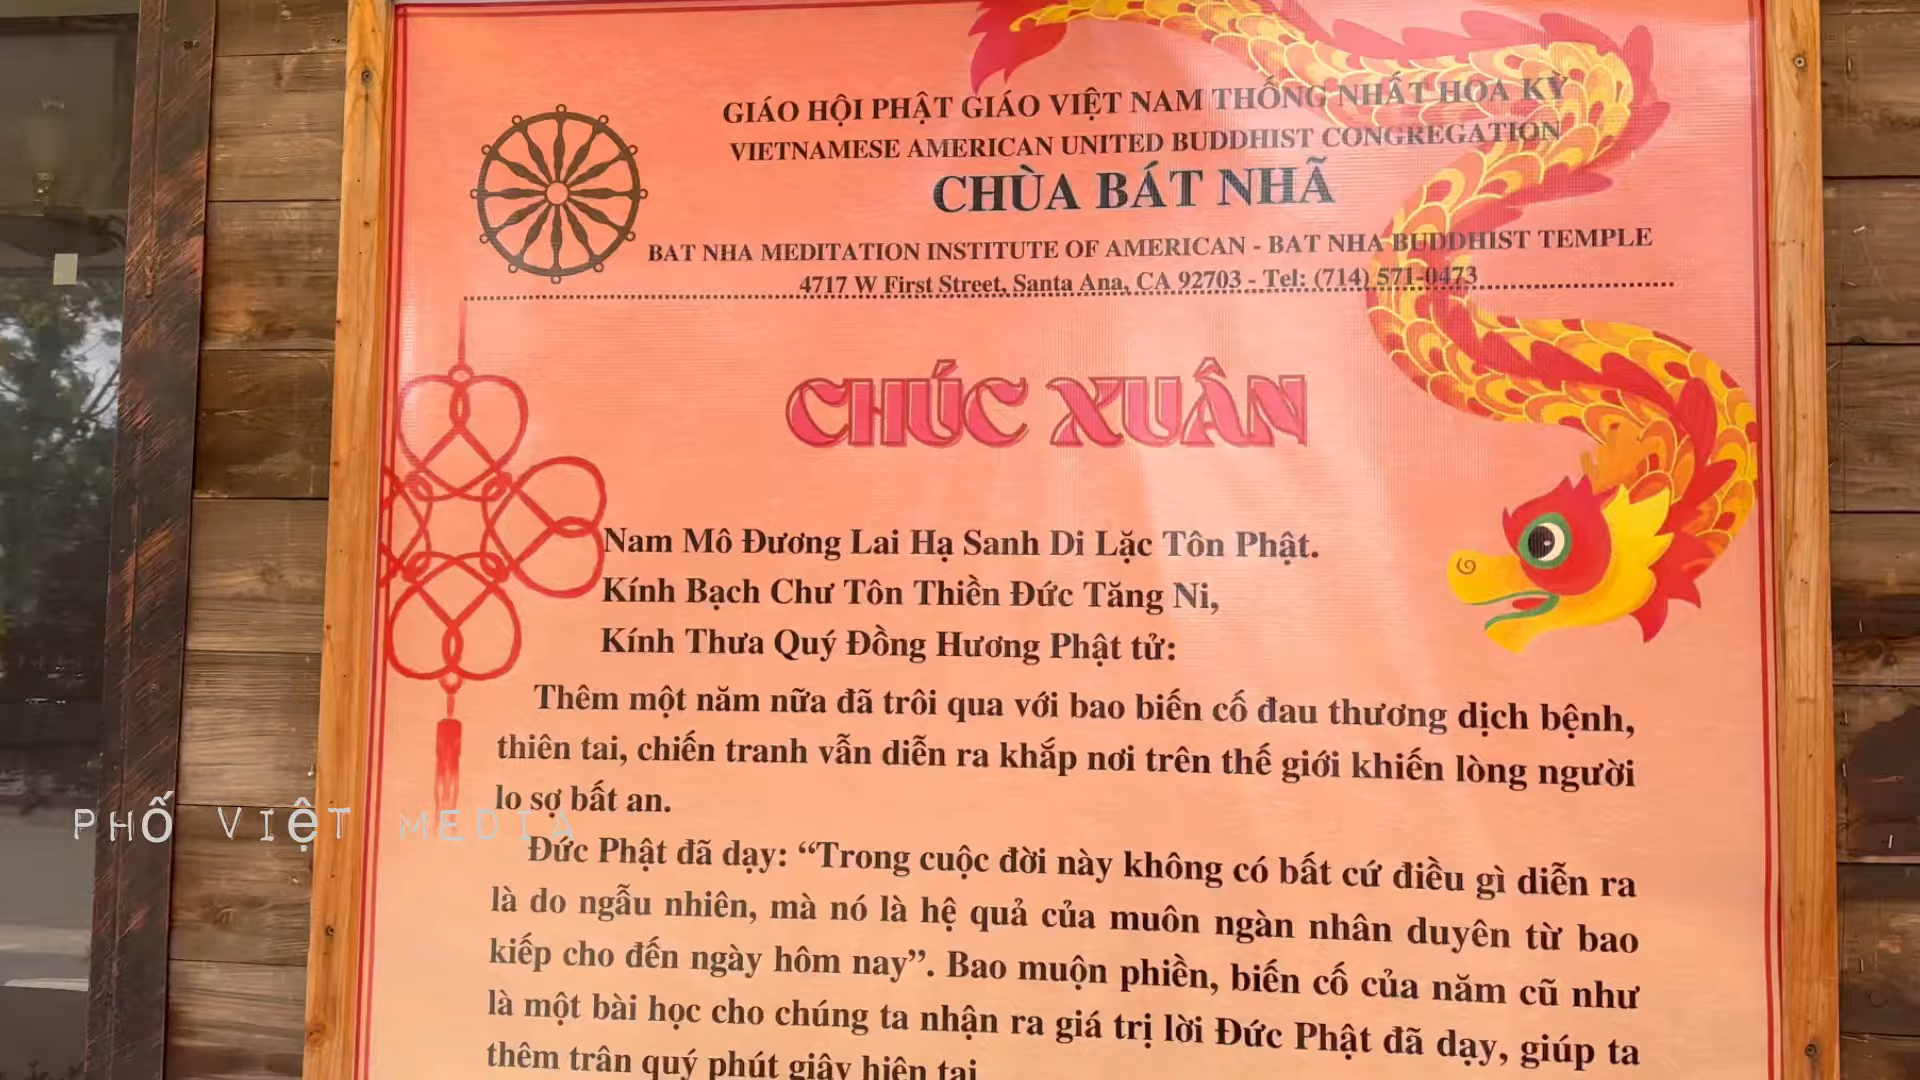 GIÁO HỘI PHẬT GIÁO VIỆT NAM THỐNG NHẤT HOA KỲ
VIETNAMESE AMERICAN UNITED BUDDHIST CONGREGATION
CHÙA BÁT NHÃ
BAT NHA MEDITATION INSTITUTE OF AMERICAN - BAT NHA BUDDHIST TEMPLE
4717 W First Street, Santa Ana, CA 92703 - Tel: (714) 571-0473
CHÚC XUÂN
Nam Mô Đương Lai Hạ Sanh Di Lặc Tôn Phật.
Kính Bạch Chư Tôn Thiền Đức Tăng Ni,
Kính Thưa Quý Đồng Hương Phật tử:
Thêm một năm nữa đã trôi qua với bao biến cố đau thương dịch bệnh,
thiên tai, chiến tranh vẫn diễn ra khắp nơi trên thế giới khiến lòng người
lo sợ bất an.
PHỐ VIỆT MEDIA
Đức Phật đã dạy: “Trong cuộc đời này không có bất cứ điều gì diễn ra
là do ngẫu nhiên, mà nó là hệ quả của muôn ngàn nhân duyên từ bao
kiếp cho đến ngày hôm nay”. Bao muộn phiền, biến cố của năm cũ như
là một bài học cho chúng ta nhận ra giá trị lời Đức Phật đã dạy, giúp ta
thêm trân quý phút giây hiện tại